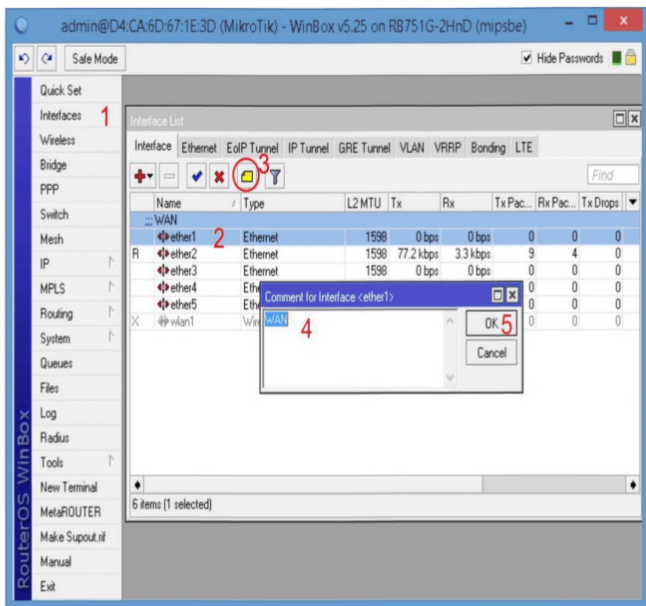 admin@D4:CA:6D:67:1E:3D (MikroTik) - WinBox v5.25 on RB751G-2HnD (mipsbe)
Safe Mode
Hide Passwords
Quick Set
Interfaces 1
Wireless
Bridge
PPP
Switch
Mesh
IP
MPLS
Routing
System
Queues
Files
Log
Radius
Tools
New Terminal
MetaROUTER
Make Supout.rif
Manual
Exit
RouterOS WinBox
Interface List
Interface Ethernet EoIP Tunnel IP Tunnel GRE Tunnel VLAN VRRP Bonding LTE
3
Find
Name / Type L2 MTU Tx Rx Tx Pac... Rx Pac... Tx Drops
;;; WAN
ether1 2 Ethernet 1598 0 bps 0 bps 0 0 0
R ether2 Ethernet 1598 77.2 kbps 3.3 kbps 9 4 0
ether3 Ethernet 1598 0 bps 0 bps 0 0 0
ether4 Ethe 0 0 0
ether5 Ethe 0 0 0
X wlan1 Wire 0 0 0
Comment for Interface <ether1>
WAN
4
OK 5
Cancel
6 items (1 selected)